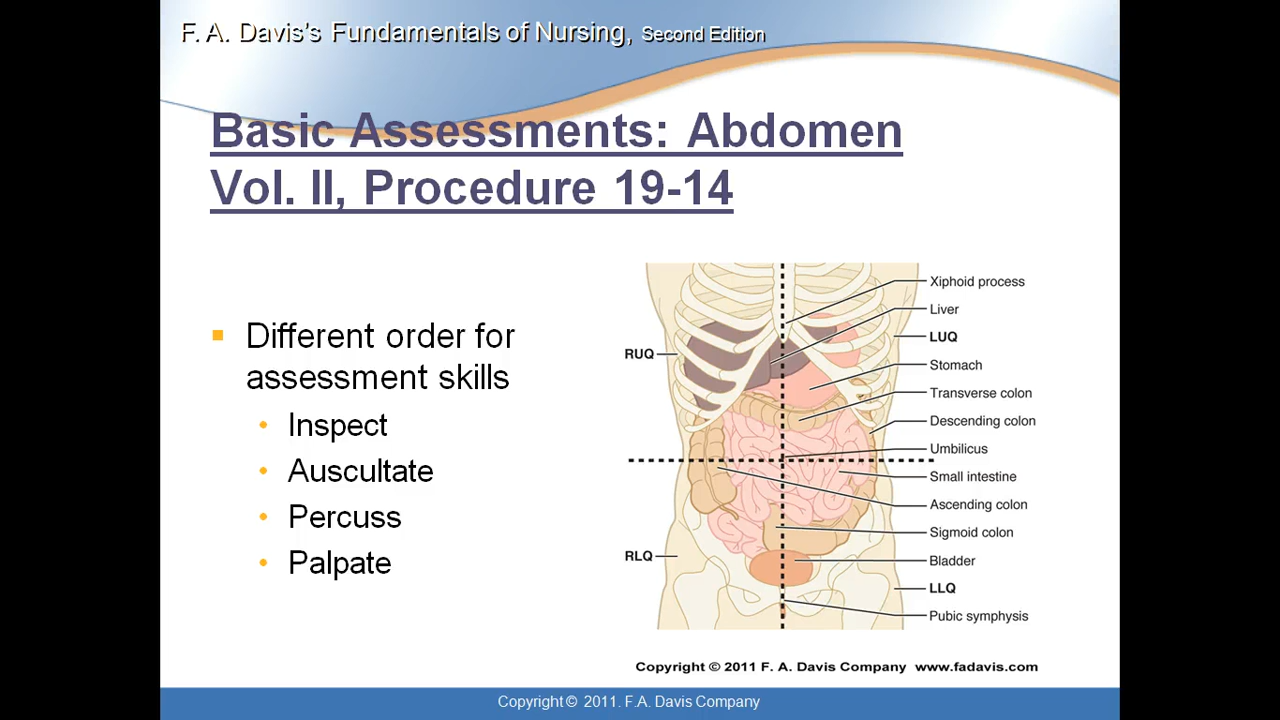 F. A. Davis's Fundamentals of Nursing, Second Edition
Basic Assessments: Abdomen
Vol. II, Procedure 19-14
Different order for
assessment skills
Inspect
Auscultate
Percuss
Palpate
RUQ
RLQ
Xiphoid process
Liver
LUQ
Stomach
Transverse colon
Descending colon
Umbilicus
Small intestine
Ascending colon
Sigmoid colon
Bladder
LLQ
Pubic symphysis
Copyright © 2011 F. A. Davis Company www.fadavis.com
Copyright © 2011. F.A. Davis Company